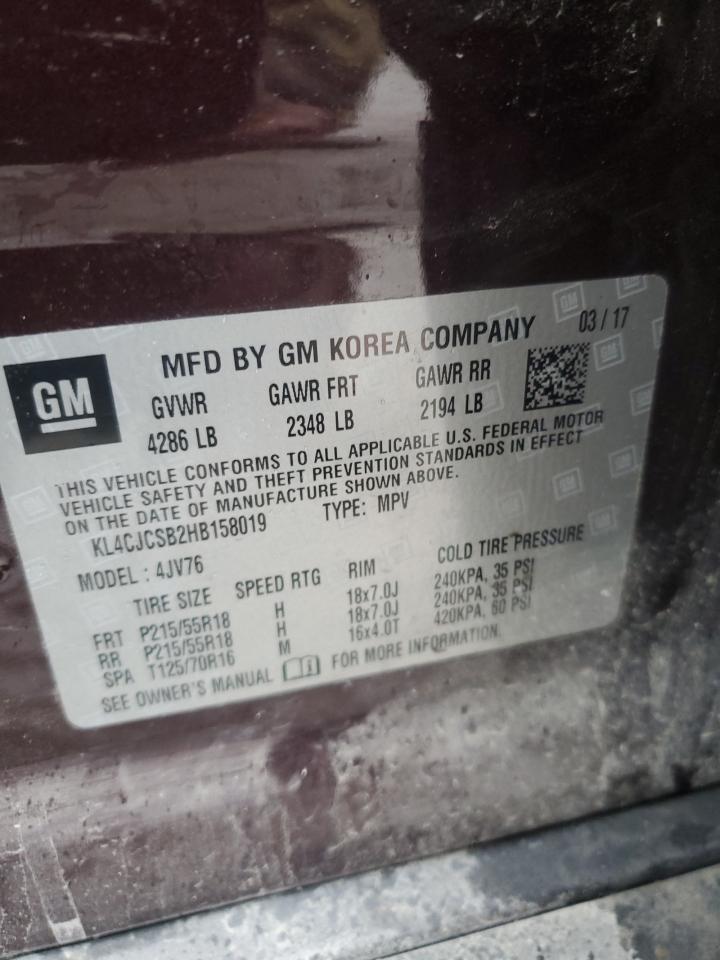 GM
MFD BY GM KOREA COMPANY 03 / 17
GVWR GAWR FRT GAWR RR
4286 LB 2348 LB 2194 LB
THIS VEHICLE CONFORMS TO ALL APPLICABLE U.S. FEDERAL MOTOR
VEHICLE SAFETY AND THEFT PREVENTION STANDARDS IN EFFECT
ON THE DATE OF MANUFACTURE SHOWN ABOVE.
KL4CJCSB2HB158019 TYPE: MPV
MODEL : 4JV76
TIRE SIZE SPEED RTG RIM COLD TIRE PRESSURE
FRT P215/55R18 H 18x7.0J 240KPA, 35 PSI
RR P215/55R18 H 18x7.0J 240KPA, 35 PSI
SPA T125/70R16 M 16x4.0T 420KPA, 60 PSI
SEE OWNER'S MANUAL FOR MORE INFORMATION.